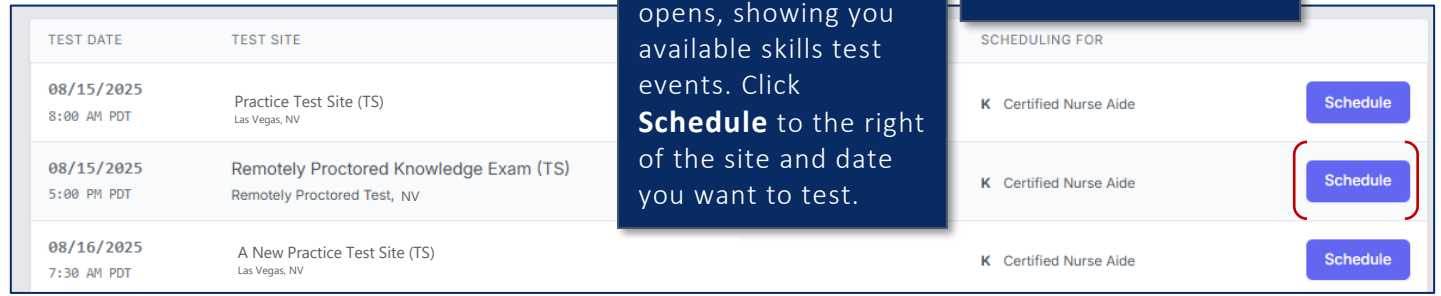 opens, showing you
available skills test
events. Click
Schedule to the right
of the site and date
you want to test.
TEST DATE TEST SITE SCHEDULING FOR
08/15/2025
8:00 AM PDT
Practice Test Site (TS)
Las Vegas, NV
K Certified Nurse Aide
Schedule
08/15/2025
5:00 PM PDT
Remotely Proctored Knowledge Exam (TS)
Remotely Proctored Test, NV
K Certified Nurse Aide
Schedule
08/16/2025
7:30 AM PDT
A New Practice Test Site (TS)
Las Vegas, NV
K Certified Nurse Aide
Schedule